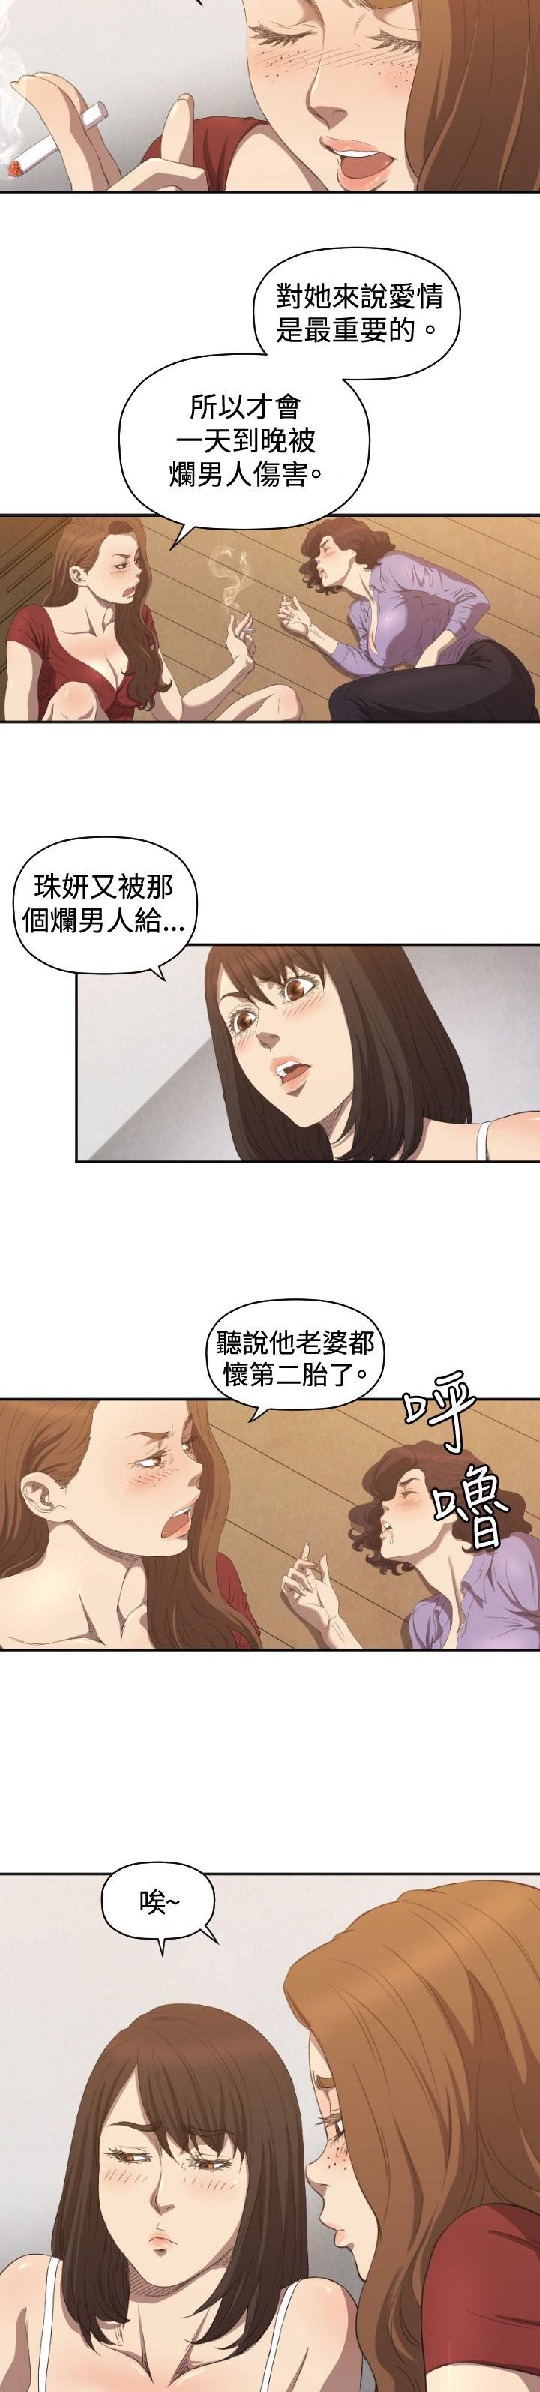 對她來說愛情
是最重要的。
所以才會
一天到晚被
爛男人傷害。
珠妍又被那
個爛男人給...
聽說他老婆都
懷第二胎了。
呼
嚕
唉~